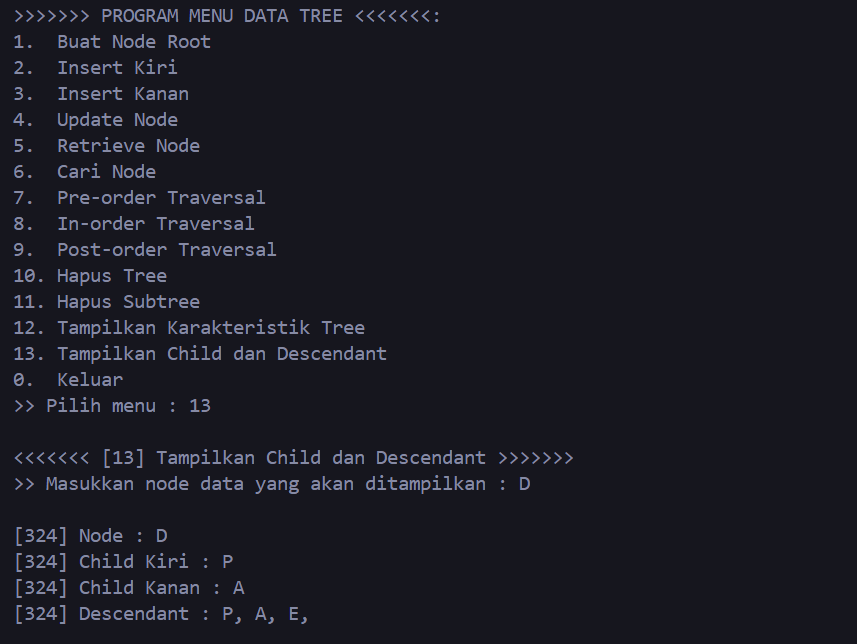 >>>>>>> PROGRAM MENU DATA TREE <<<<<<<:
1.  Buat Node Root
2.  Insert Kiri
3.  Insert Kanan
4.  Update Node
5.  Retrieve Node
6.  Cari Node
7.  Pre-order Traversal
8.  In-order Traversal
9.  Post-order Traversal
10. Hapus Tree
11. Hapus Subtree
12. Tampilkan Karakteristik Tree
13. Tampilkan Child dan Descendant
0.  Keluar
>> Pilih menu : 13
<<<<<<< [13] Tampilkan Child dan Descendant >>>>>>>
>> Masukkan node data yang akan ditampilkan : D
[324] Node : D
[324] Child Kiri : P
[324] Child Kanan : A
[324] Descendant : P, A, E,